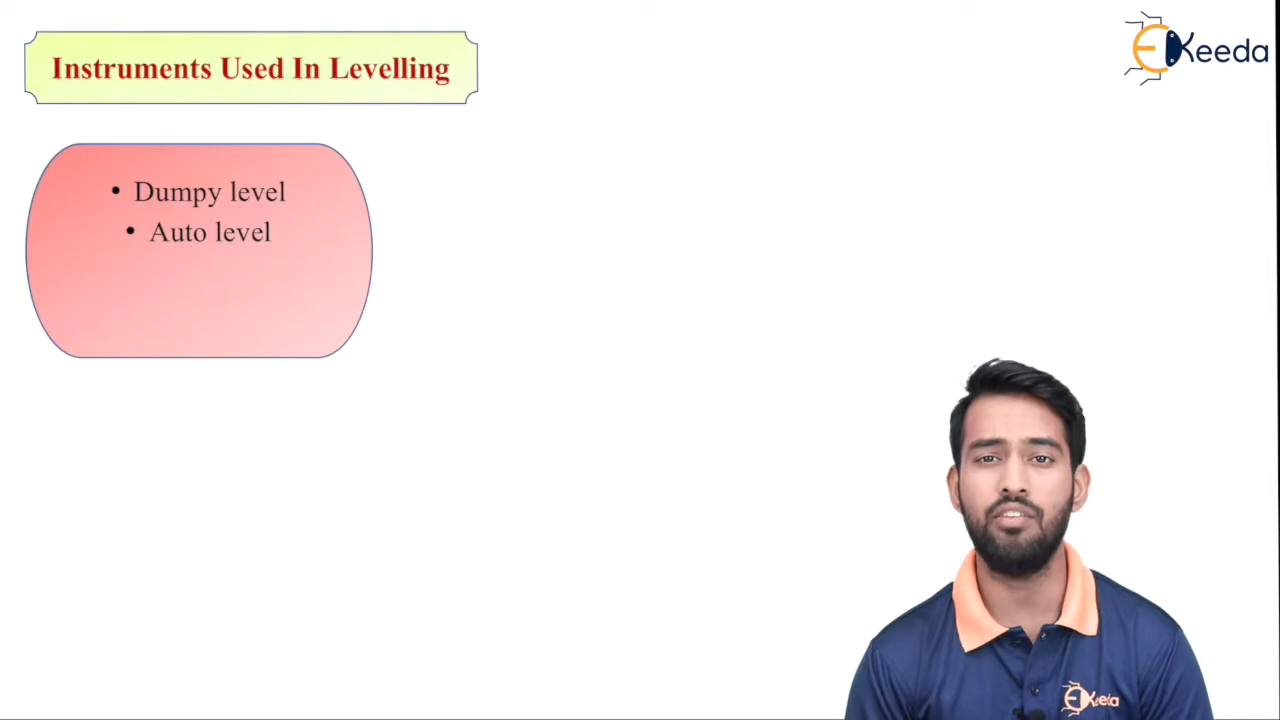 Instruments Used In Levelling
EKeeda
• Dumpy level
• Auto level
EKeeda